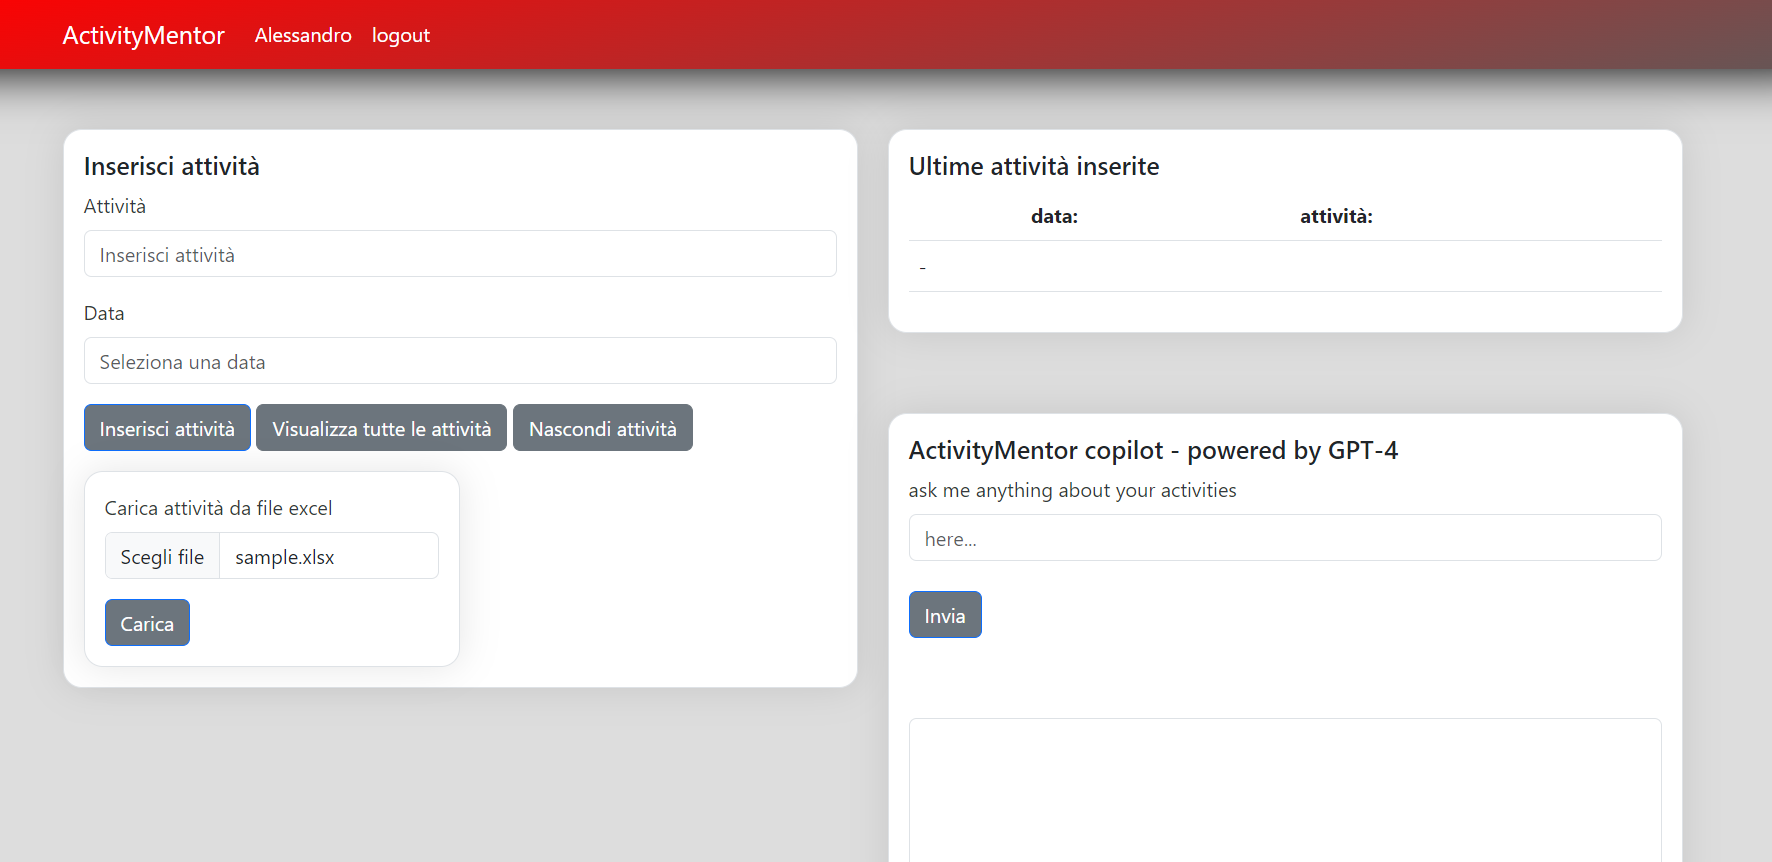 ActivityMentor Alessandro logout
Inserisci attività
Attività
Inserisci attività
Data
Seleziona una data
Inserisci attività Visualizza tutte le attività Nascondi attività
Carica attività da file excel
Scegli file sample.xlsx
Carica
Ultime attività inserite
data: attività:
-
ActivityMentor copilot - powered by GPT-4
ask me anything about your activities
here...
Invia